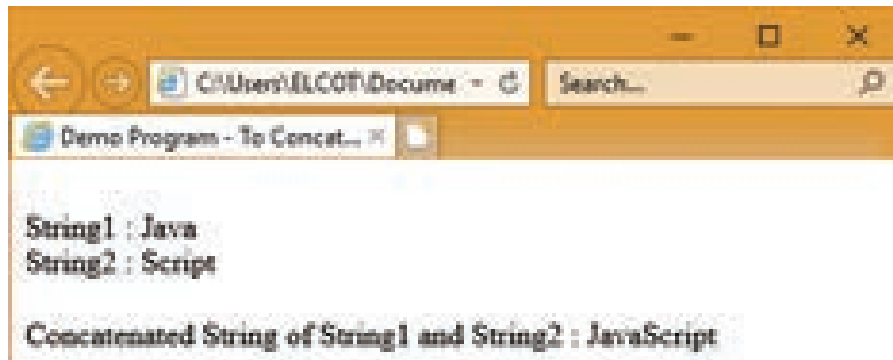 C:\Users\ELCOT\Docume
Search...
Demo Program - To Concat...
String1 : Java
String2 : Script
Concatenated String of String1 and String2 : JavaScript